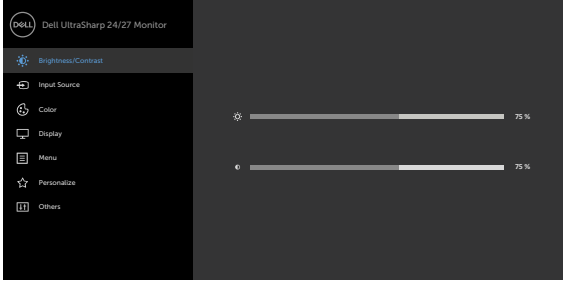 DELL
Dell UltraSharp 24/27 Monitor
Brightness/Contrast
Input Source
Color
75 %
Display
Menu
75 %
Personalize
Others